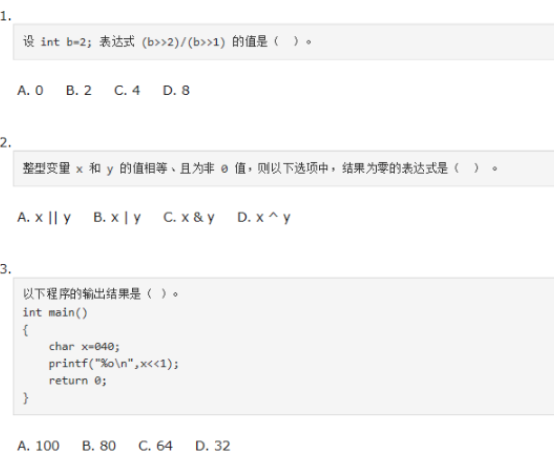 1.
设 int b=2; 表达式 (b>>2)/(b>>1) 的值是（ ）。
A. 0 B. 2 C. 4 D. 8
2.
整型变量 x 和 y 的值相等、且为非 0 值，则以下选项中，结果为零的表达式是（ ）。
A. x || y B. x | y C. x & y D. x ^ y
3.
以下程序的输出结果是（ ）。
int main()
{
    char x=040;
    printf("%o\n",x<<1);
    return 0;
}
A. 100 B. 80 C. 64 D. 32